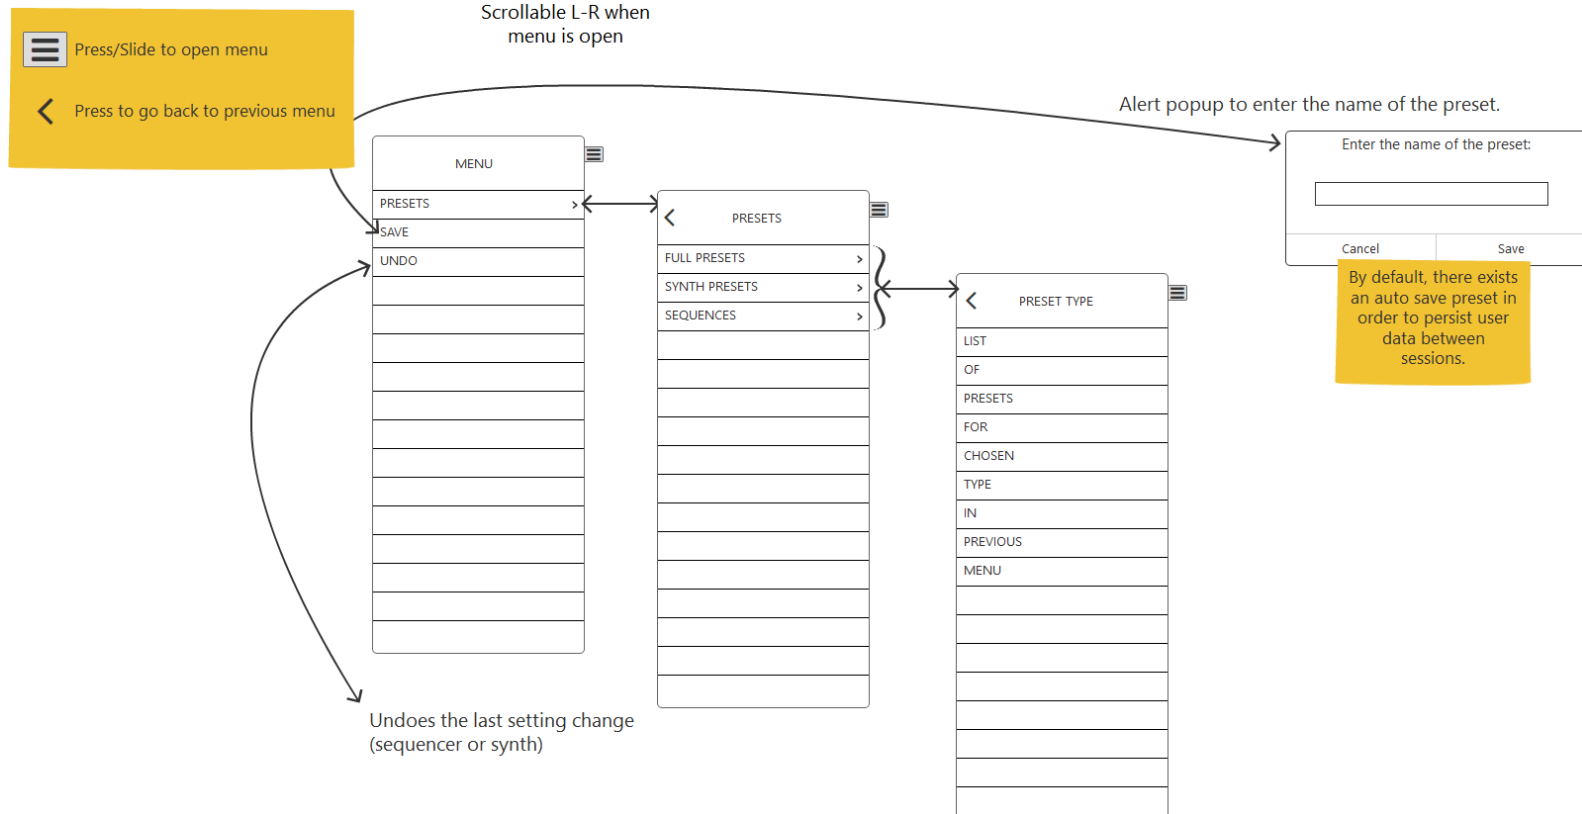 Press/Slide to open menu
Press to go back to previous menu
Scrollable L-R when
menu is open
Alert popup to enter the name of the preset.
Enter the name of the preset:
Cancel
Save
By default, there exists
an auto save preset in
order to persist user
data between
sessions.
MENU
PRESETS
SAVE
UNDO
PRESETS
FULL PRESETS
SYNTH PRESETS
SEQUENCES
PRESET TYPE
LIST
OF
PRESETS
FOR
CHOSEN
TYPE
IN
PREVIOUS
MENU
Undoes the last setting change
(sequencer or synth)